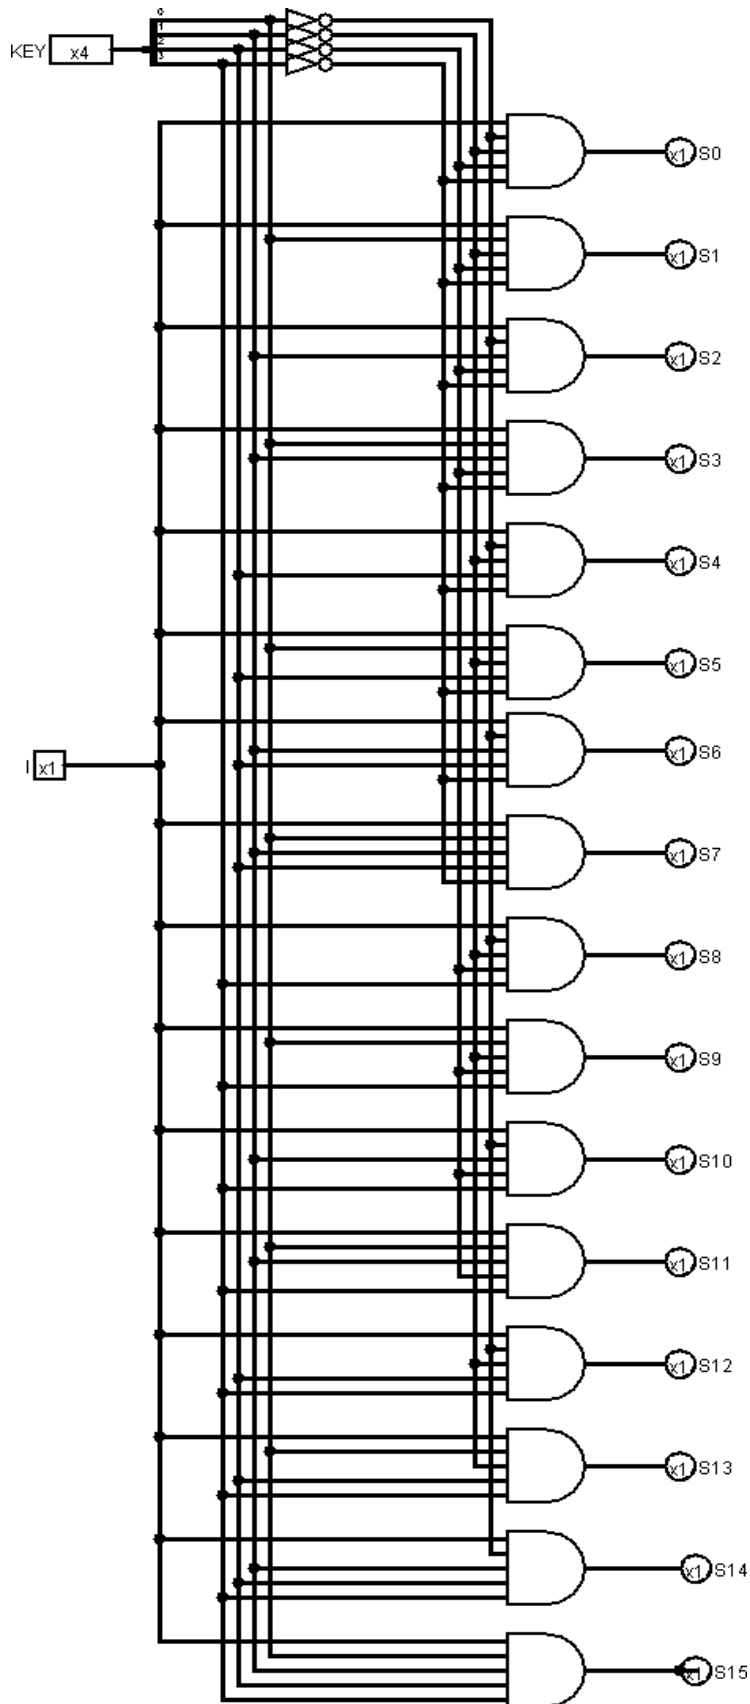 0
1
2
3
KEY x4
x1 S0
x1 S1
x1 S2
x1 S3
x1 S4
x1 S5
x1 S6
I x1
x1 S7
x1 S8
x1 S9
x1 S10
x1 S11
x1 S12
x1 S13
x1 S14
x1 S15